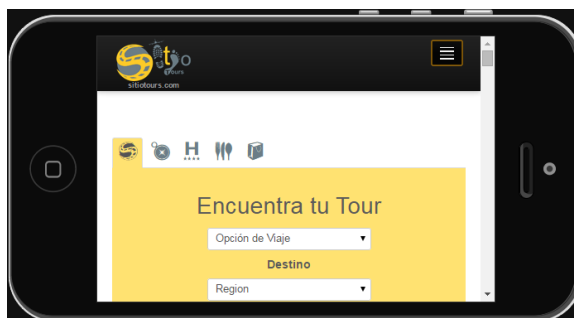 Sitio
Tours
sitiotours.com
H
Encuentra tu Tour
Opción de Viaje
Destino
Region